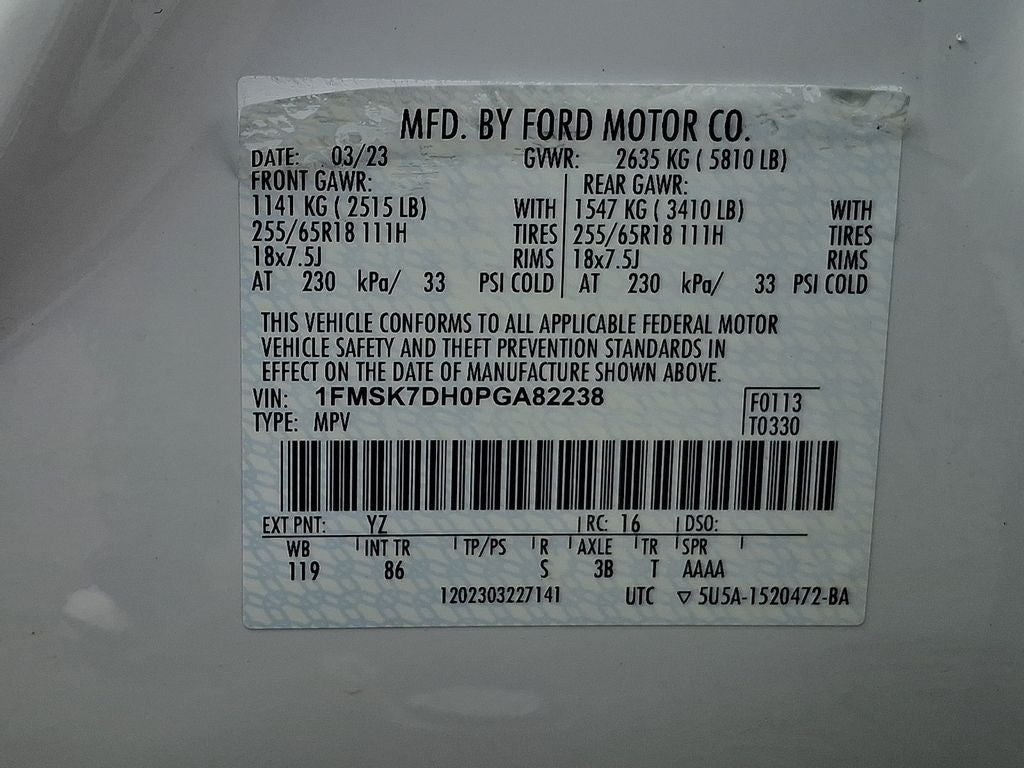 MFD. BY FORD MOTOR CO.
DATE: 03/23 GVWR: 2635 KG ( 5810 LB)
FRONT GAWR: REAR GAWR:
1141 KG ( 2515 LB) WITH 1547 KG ( 3410 LB) WITH
255/65R18 111H TIRES 255/65R18 111H TIRES
18x7.5J RIMS 18x7.5J RIMS
AT 230 kPa/ 33 PSI COLD AT 230 kPa/ 33 PSI COLD
THIS VEHICLE CONFORMS TO ALL APPLICABLE FEDERAL MOTOR
VEHICLE SAFETY AND THEFT PREVENTION STANDARDS IN
EFFECT ON THE DATE OF MANUFACTURE SHOWN ABOVE.
VIN: 1FMSK7DH0PGA82238 F0113
TYPE: MPV T0330
EXT PNT: YZ RC: 16 DSO:
WB INT TR TP/PS R AXLE TR SPR
119 86 S 3B T AAAA
1202303227141 UTC ▽ 5U5A-1520472-BA